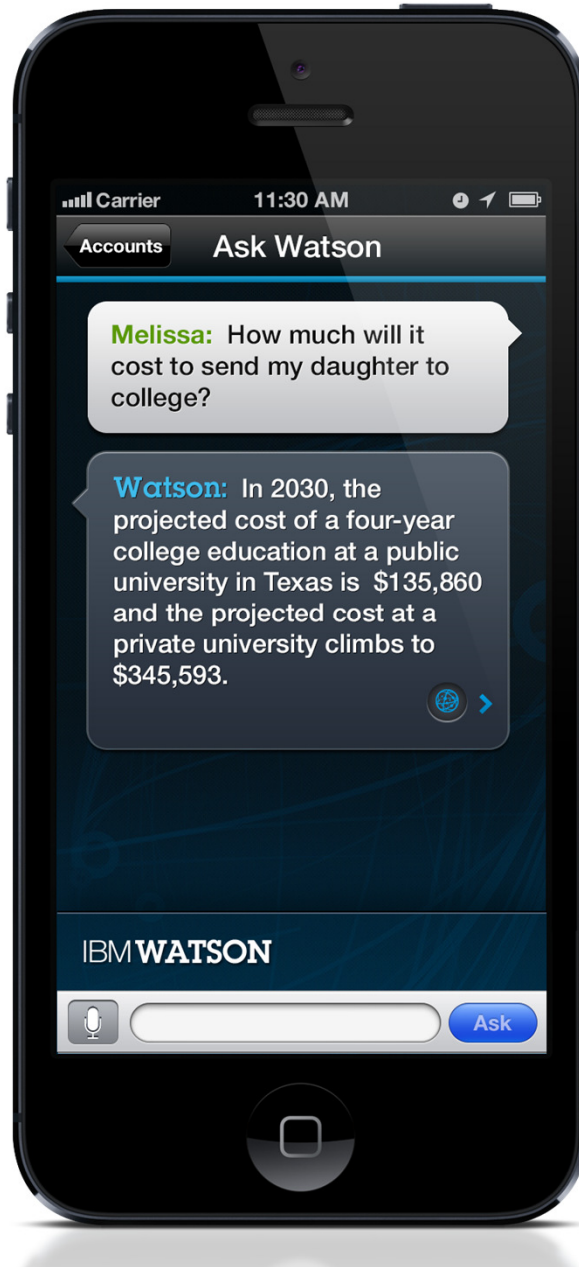 Carrier 11:30 AM
Accounts Ask Watson
Melissa: How much will it
cost to send my daughter to
college?
Watson: In 2030, the
projected cost of a four-year
college education at a public
university in Texas is $135,860
and the projected cost at a
private university climbs to
$345,593.
IBM WATSON
Ask